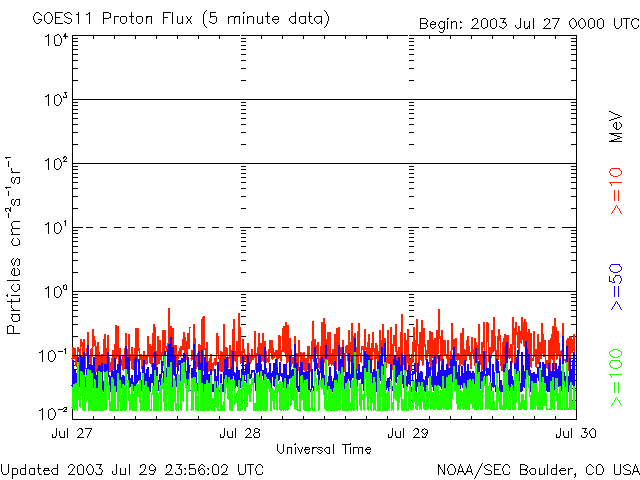 GOES11 Proton Flux (5 minute data)
Begin: 2003 Jul 27 0000 UTC
Particles cm⁻²s⁻¹sr⁻¹
10⁴
10³
10²
10¹
10⁰
10⁻¹
10⁻²
Jul 27
Jul 28
Jul 29
Jul 30
Universal Time
MeV
>=10
>=50
>=100
Updated 2003 Jul 29 23:56:02 UTC
NOAA/SEC Boulder, CO USA